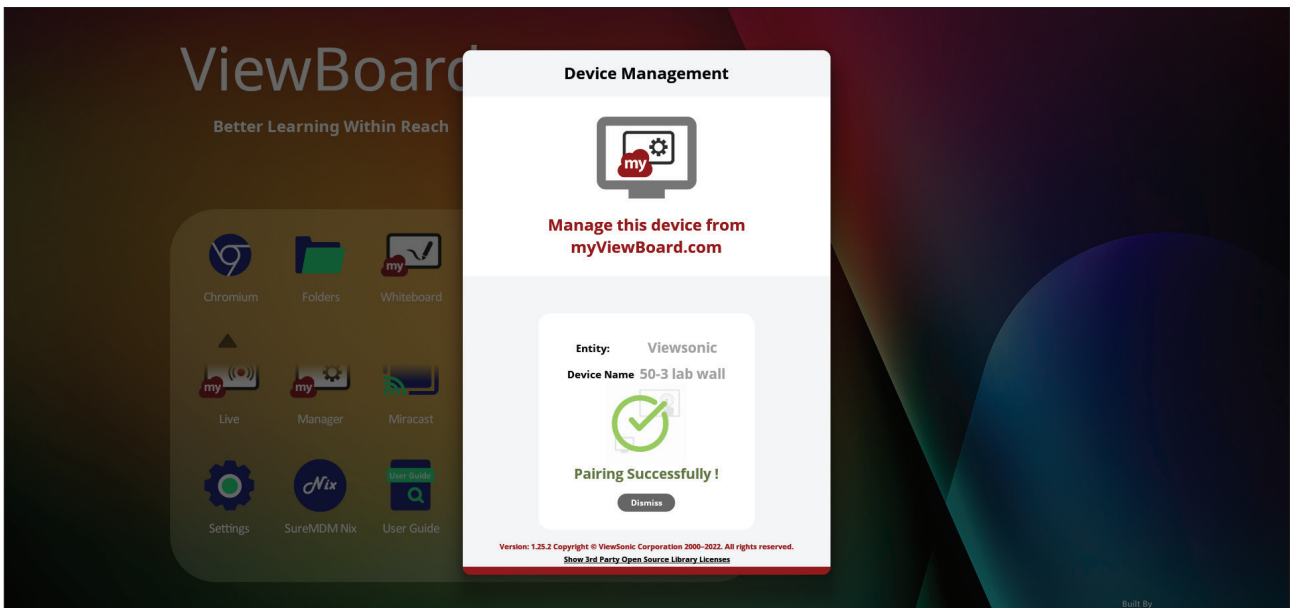 ViewBoard
Better Learning Within Reach
Chromium
Folders
my
Whiteboard
my
Live
my
Manager
Miracast
Settings
Nix
SureMDM Nix
User Guide
User Guide
Device Management
my
Manage this device from
myViewBoard.com
Entity: Viewsonic
Device Name 50-3 lab wall
Pairing Successfully !
Dismiss
Version: 1.25.2 Copyright © ViewSonic Corporation 2000–2022. All rights reserved.
Show 3rd Party Open Source Library Licenses
Built By